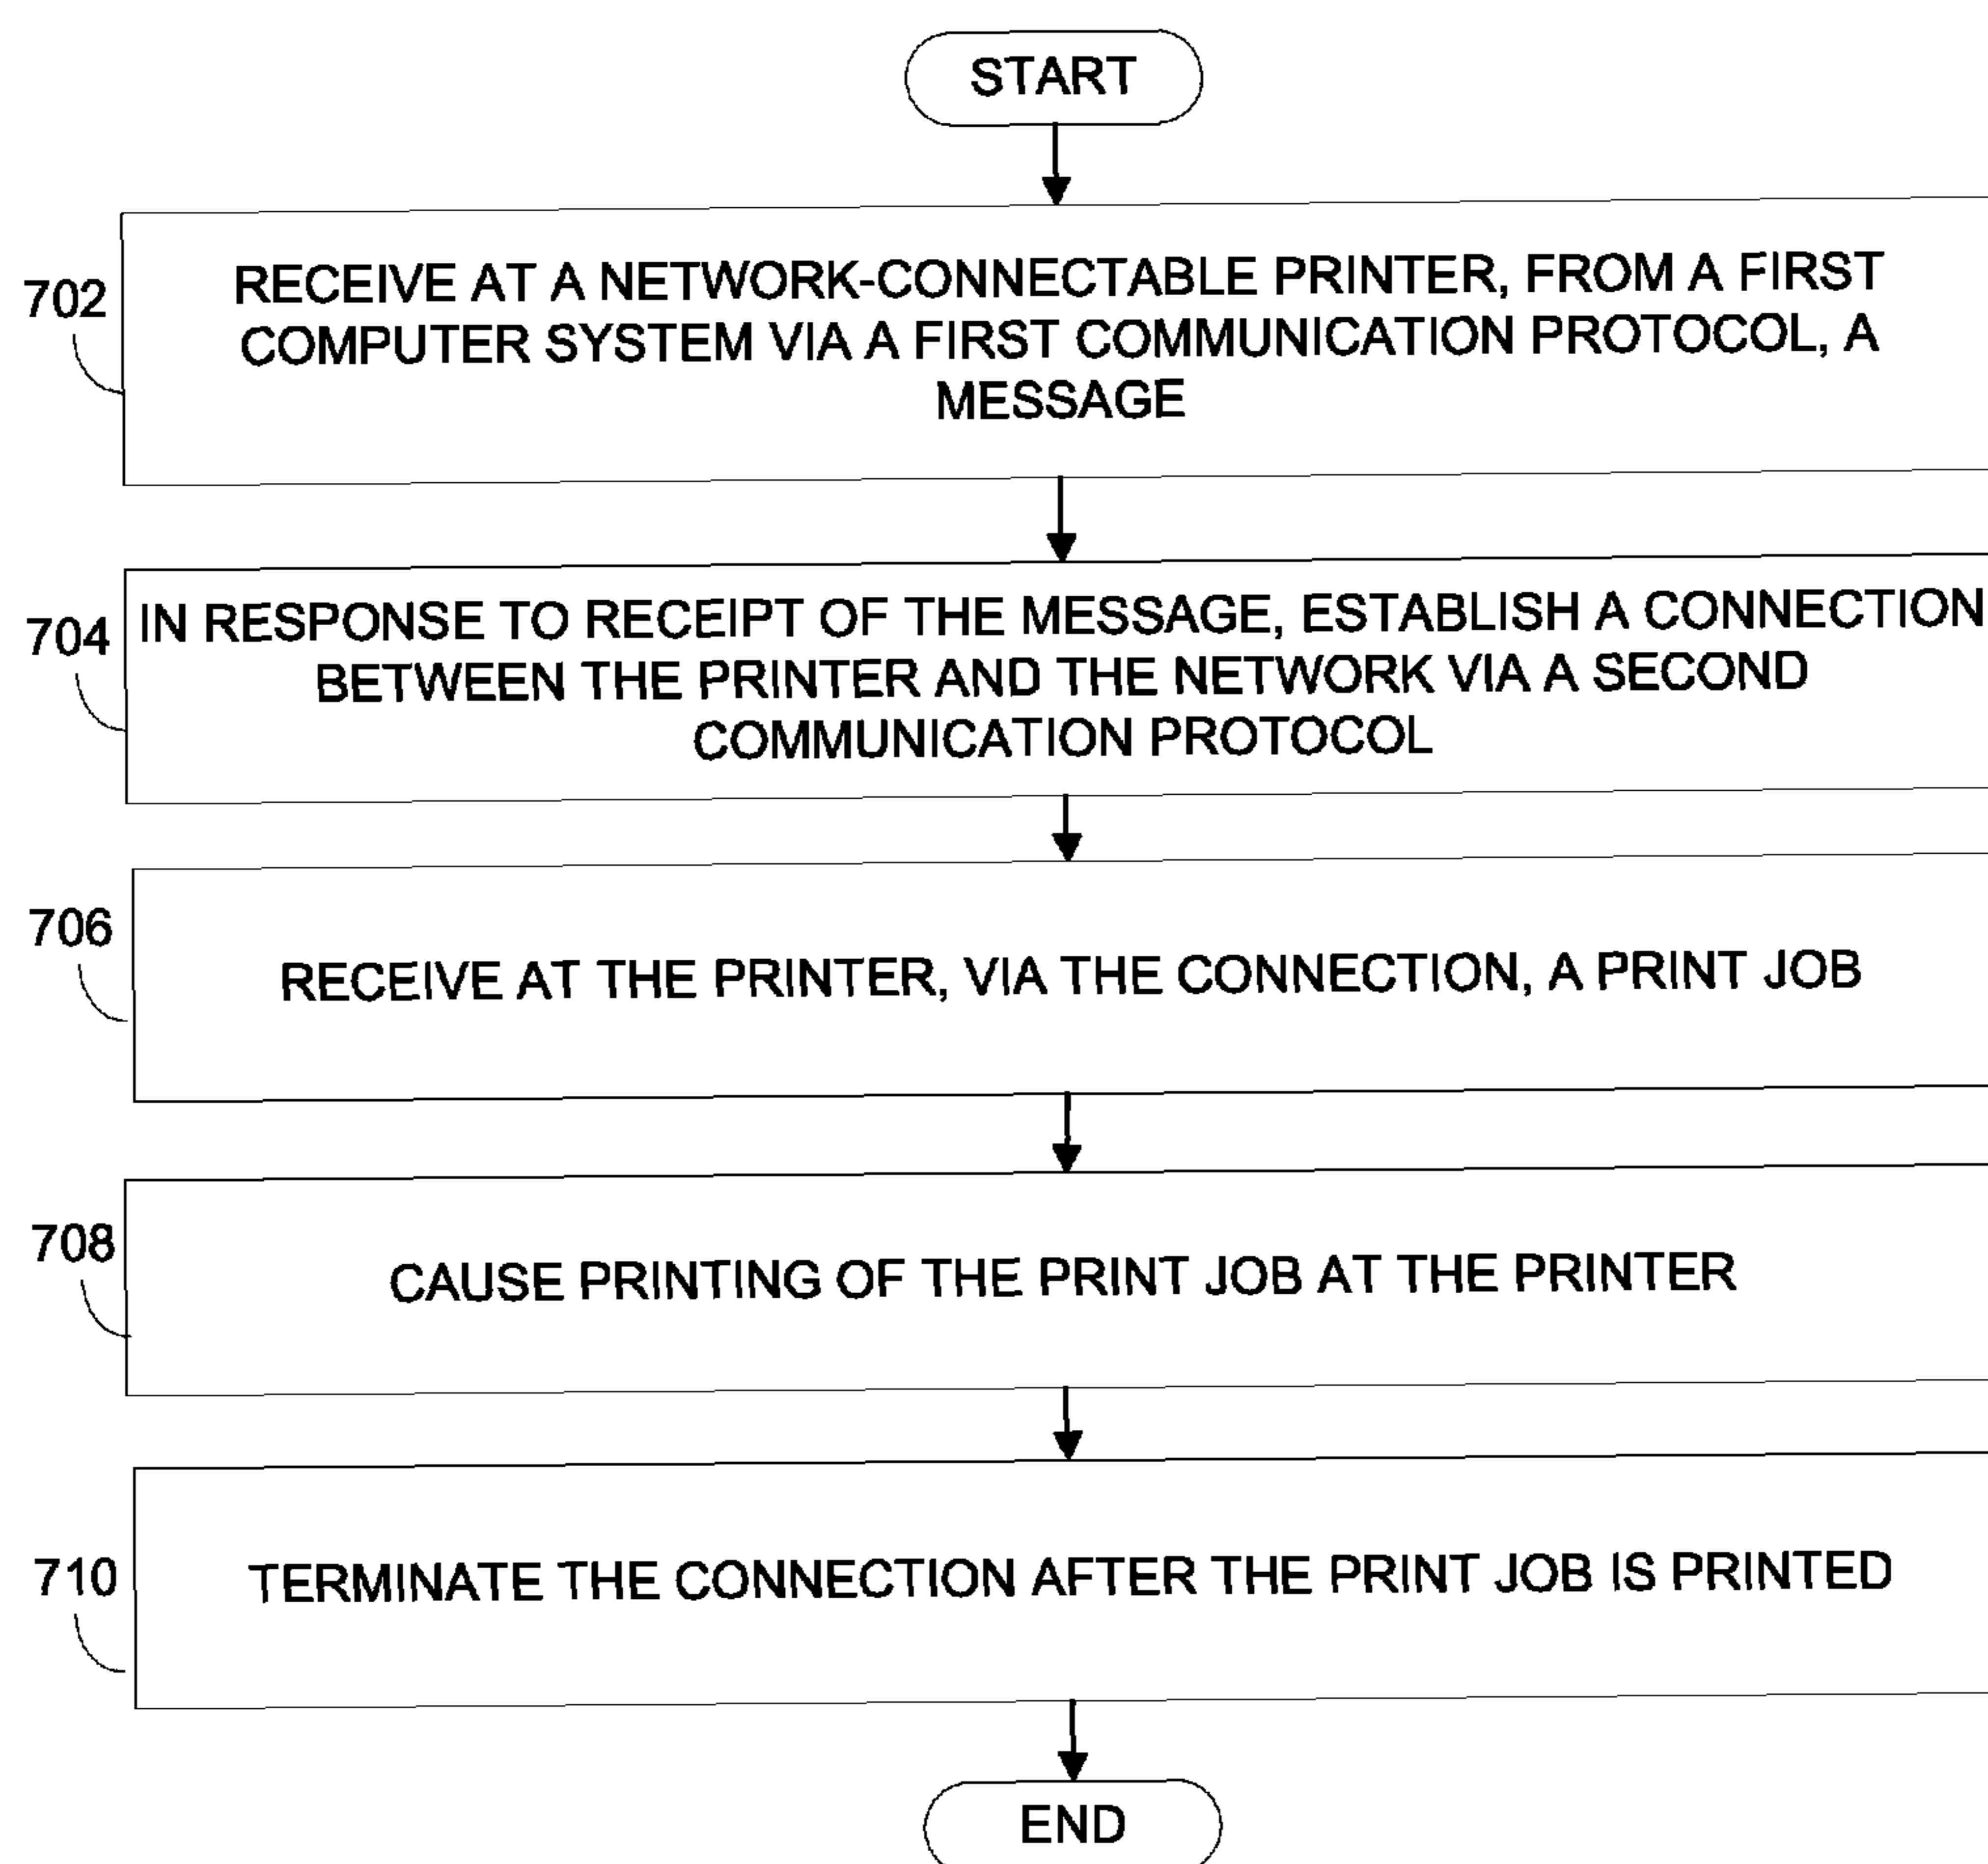 START
702
RECEIVE AT A NETWORK-CONNECTABLE PRINTER, FROM A FIRST
COMPUTER SYSTEM VIA A FIRST COMMUNICATION PROTOCOL, A
MESSAGE
704
IN RESPONSE TO RECEIPT OF THE MESSAGE, ESTABLISH A CONNECTION
BETWEEN THE PRINTER AND THE NETWORK VIA A SECOND
COMMUNICATION PROTOCOL
706
RECEIVE AT THE PRINTER, VIA THE CONNECTION, A PRINT JOB
708
CAUSE PRINTING OF THE PRINT JOB AT THE PRINTER
710
TERMINATE THE CONNECTION AFTER THE PRINT JOB IS PRINTED
END